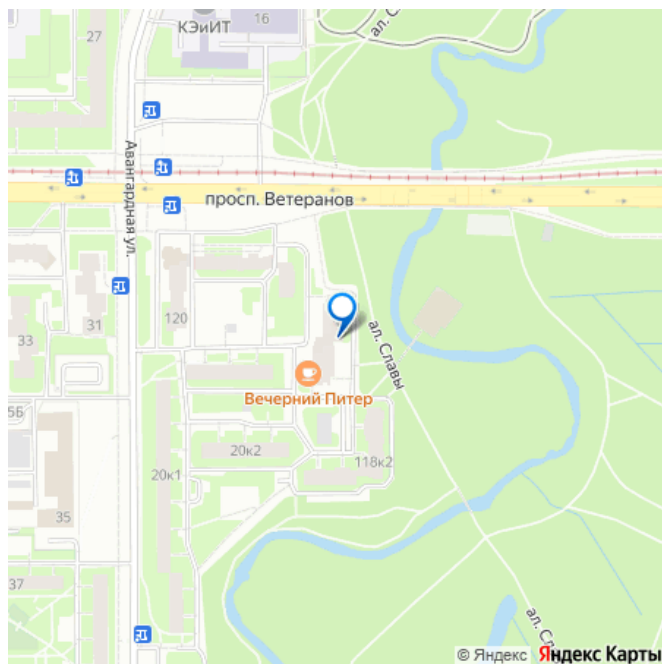 16
КЭиИТ
27
ал. С
Авангардная ул.
просп. Ветеранов
120
31
33
ал. Славы
Вечерний Питер
5Б
20к2
118к2
20к1
35
37
ал. Сл
© Яндекс Яндекс Карты